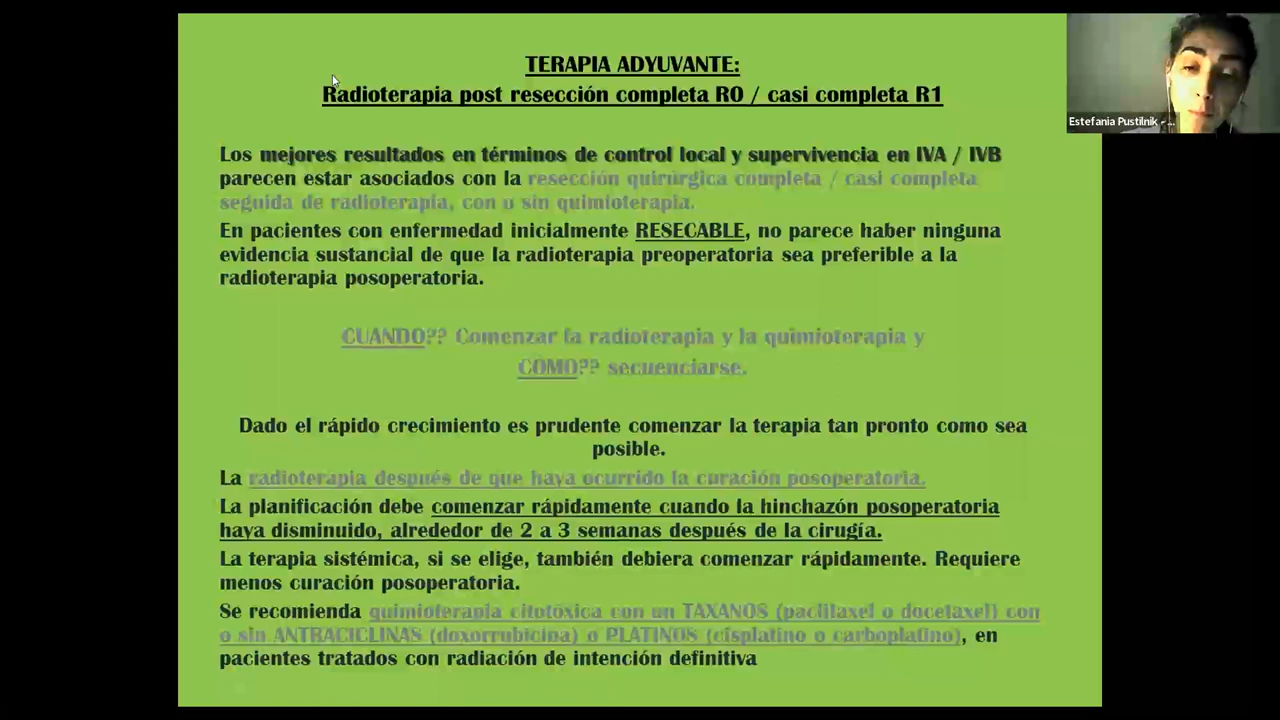 TERAPIA ADYUVANTE:
Radioterapia post resección completa R0 / casi completa R1
Estefania Pustilnik - ...
Los mejores resultados en términos de control local y supervivencia en IVA / IVB
parecen estar asociados con la resección quirúrgica completa / casi completa
seguida de radioterapia, con o sin quimioterapia.
En pacientes con enfermedad inicialmente RESECABLE, no parece haber ninguna
evidencia sustancial de que la radioterapia preoperatoria sea preferible a la
radioterapia posoperatoria.
CUANDO?? Comenzar la radioterapia y la quimioterapia y
COMO?? secuenciarse.
Dado el rápido crecimiento es prudente comenzar la terapia tan pronto como sea
posible.
La radioterapia después de que haya ocurrido la curación posoperatoria.
La planificación debe comenzar rápidamente cuando la hinchazón posoperatoria
haya disminuido, alrededor de 2 a 3 semanas después de la cirugía.
La terapia sistémica, si se elige, también debiera comenzar rápidamente. Requiere
menos curación posoperatoria.
Se recomienda quimioterapia citotóxica con un TAXANOS (paclitaxel o docetaxel) con
o sin ANTRACICLINAS (doxorrubicina) o PLATINOS (cisplatino o carboplatino), en
pacientes tratados con radiación de intención definitiva